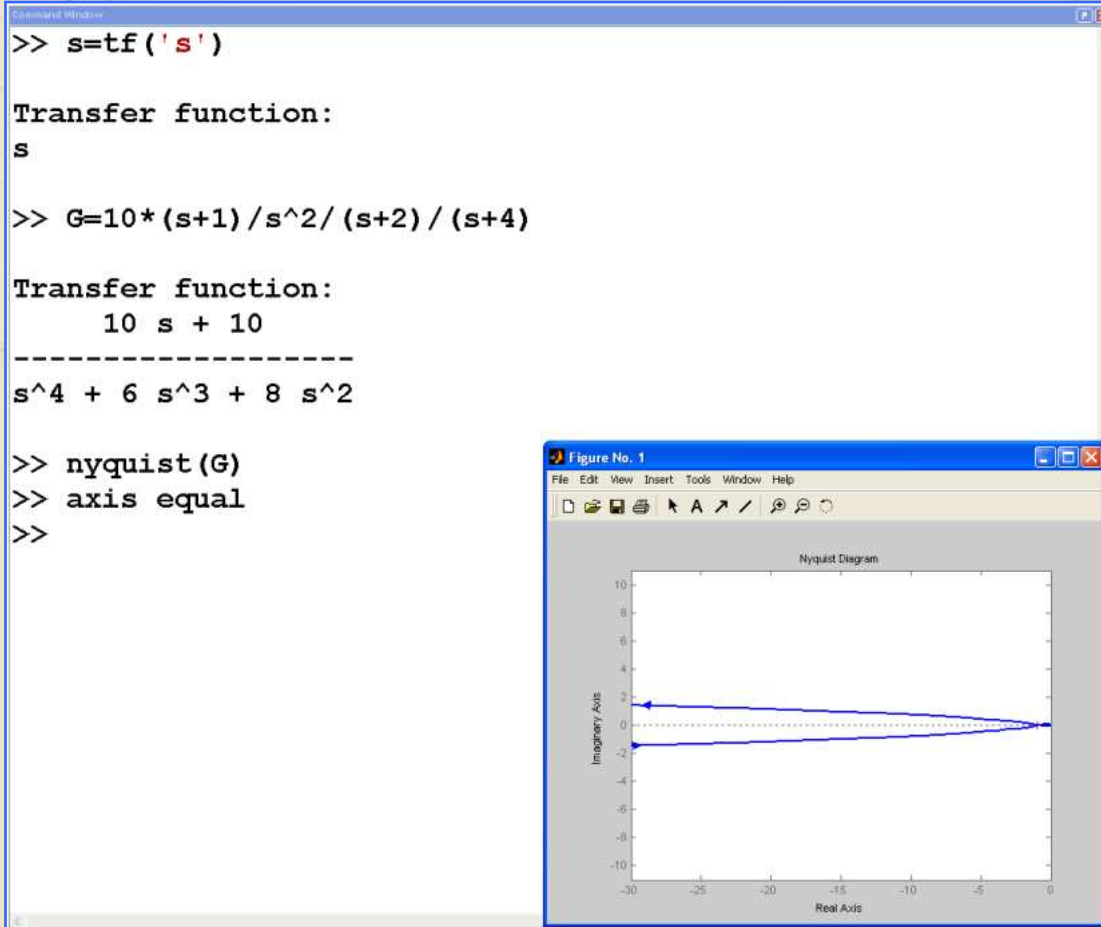 Command Window
>> s=tf('s')
Transfer function:
s
>> G=10*(s+1)/s^2/(s+2)/(s+4)
Transfer function:
10 s + 10
-------------------
s^4 + 6 s^3 + 8 s^2
>> nyquist(G)
>> axis equal
>>
Figure No. 1
File Edit View Insert Tools Window Help
A
Nyquist Diagram
10
8
6
4
2
0
-2
-4
-6
-8
-10
Imaginary Axis
-30 -25 -20 -15 -10 -5 0
Real Axis